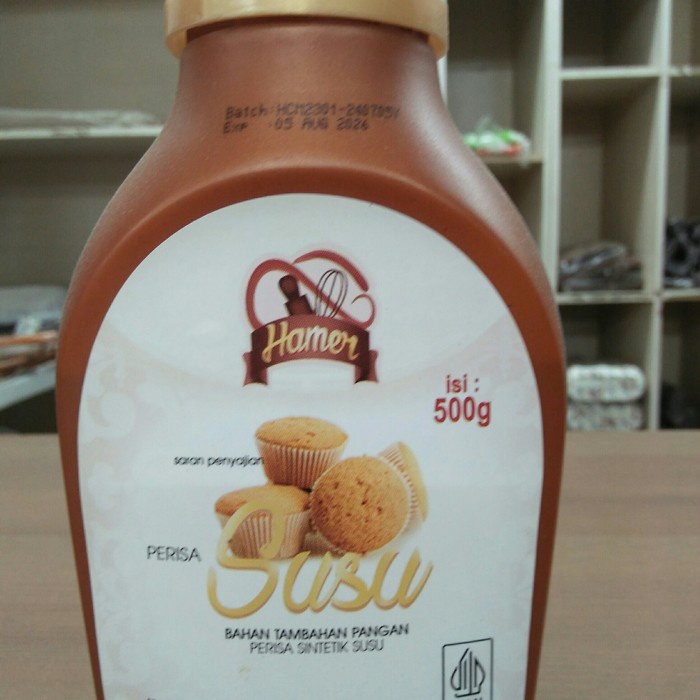 Batch:HCM2301-240705Y
Exp :05 AUG 2026
Hamer
isi :
500g
saran penyajian
PERISA
Susu
BAHAN TAMBAHAN PANGAN
PERISA SINTETIK SUSU